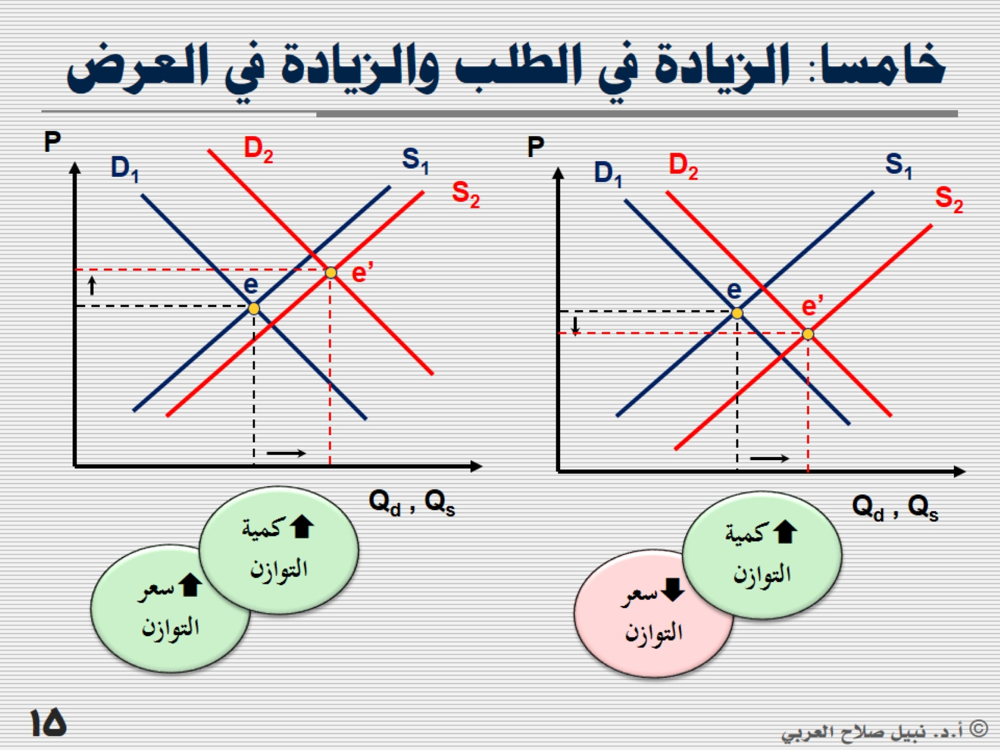 خامسا: الزيادة في الطلب والزيادة في العرض
P
D1
D2
S1
S2
e
e’
Qd , Qs
كمية
التوازن
سعر
التوازن
P
D1
D2
S1
S2
e
e’
Qd , Qs
كمية
التوازن
سعر
التوازن
© أ.د. نبيل صلاح العربي
١٥